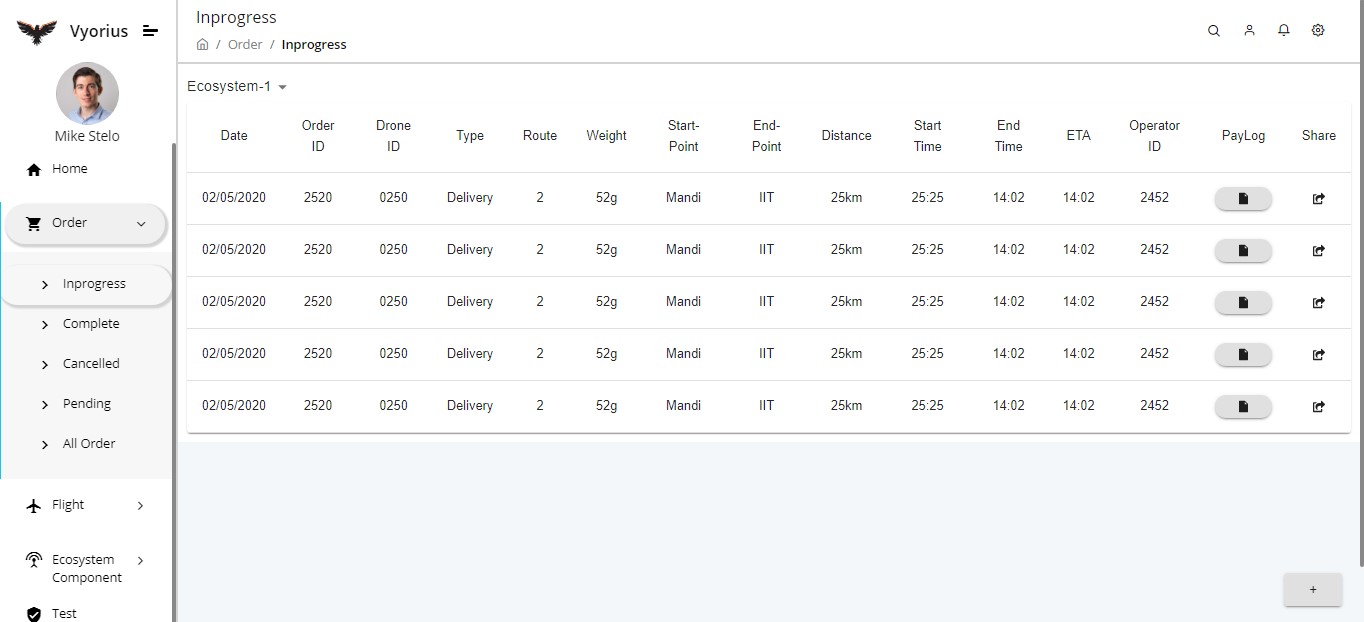 Vyorius
Mike Stelo
Home
Order
Inprogress
Complete
Cancelled
Pending
All Order
Flight
Ecosystem
Component
Test
Inprogress
/ Order / Inprogress
Ecosystem-1
Date Order ID Drone ID Type Route Weight Start-Point End-Point Distance Start Time End Time ETA Operator ID PayLog Share
02/05/2020 2520 0250 Delivery 2 52g Mandi IIT 25km 25:25 14:02 14:02 2452
02/05/2020 2520 0250 Delivery 2 52g Mandi IIT 25km 25:25 14:02 14:02 2452
02/05/2020 2520 0250 Delivery 2 52g Mandi IIT 25km 25:25 14:02 14:02 2452
02/05/2020 2520 0250 Delivery 2 52g Mandi IIT 25km 25:25 14:02 14:02 2452
02/05/2020 2520 0250 Delivery 2 52g Mandi IIT 25km 25:25 14:02 14:02 2452
+